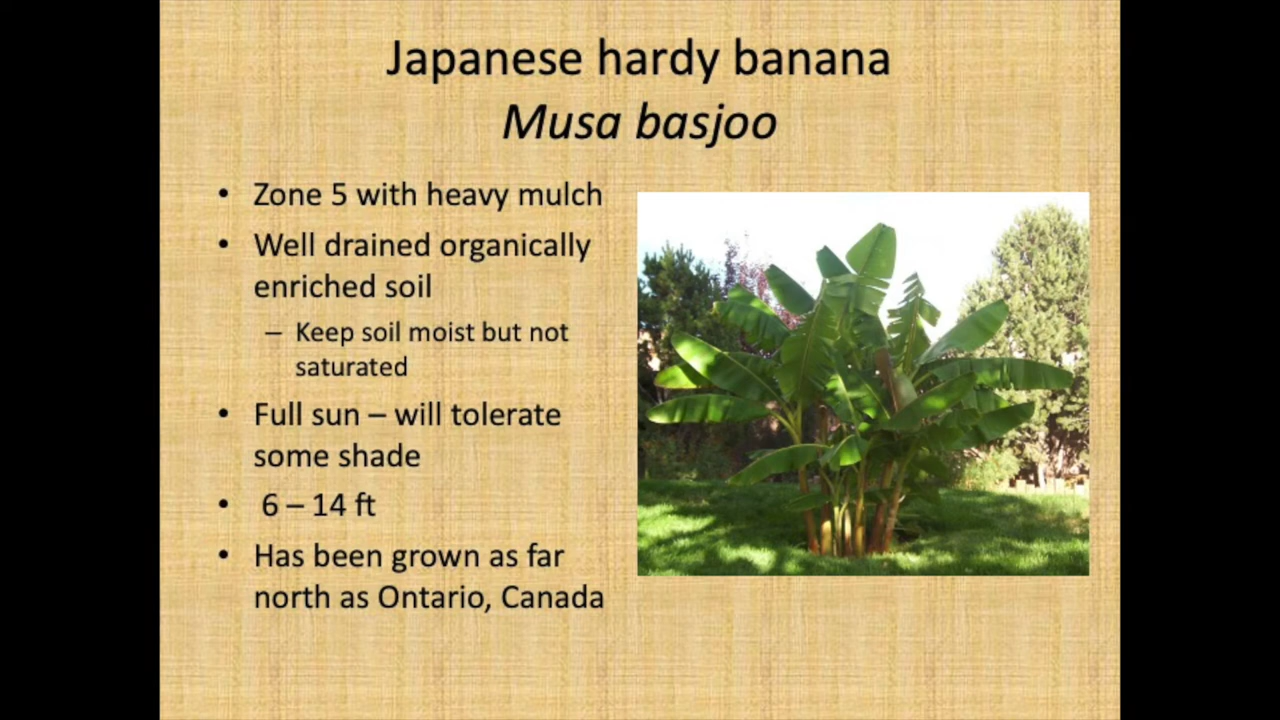 Japanese hardy banana
Musa basjoo
• Zone 5 with heavy mulch
• Well drained organically
enriched soil
– Keep soil moist but not
saturated
• Full sun – will tolerate
some shade
• 6 – 14 ft
• Has been grown as far
north as Ontario, Canada